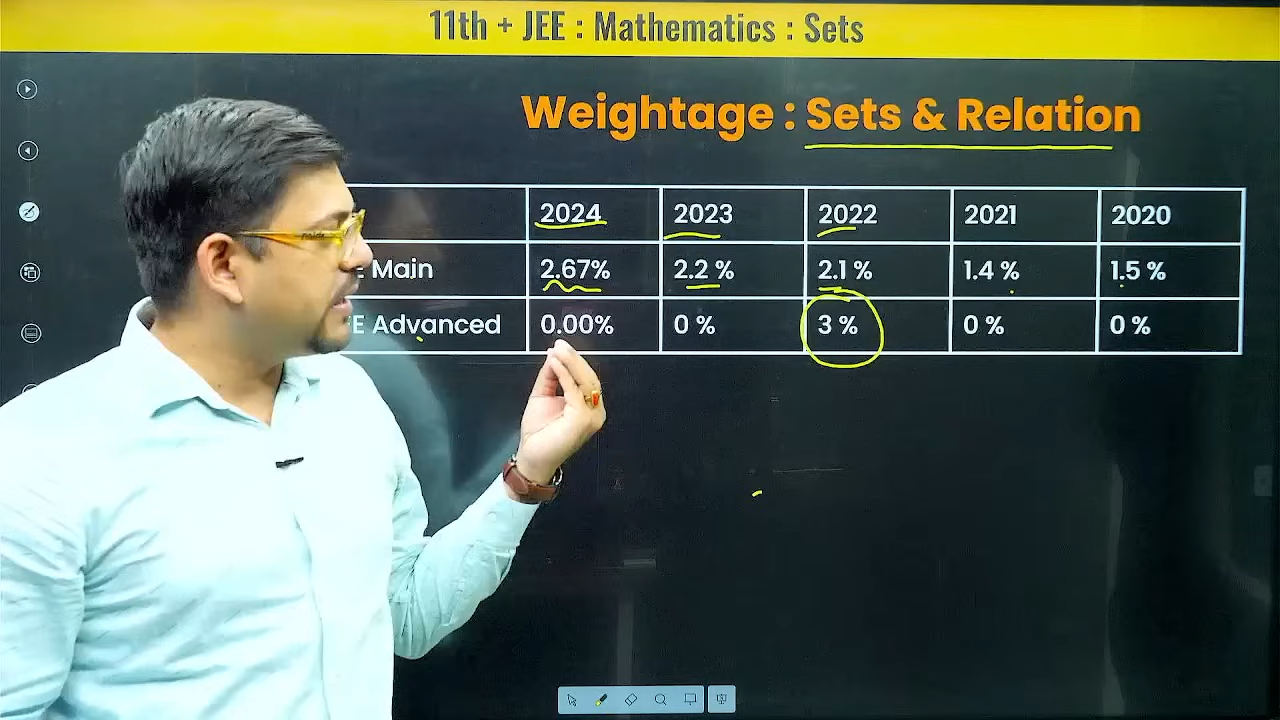 11th + JEE : Mathematics : Sets
Weightage : Sets & Relation
2024 2023 2022 2021 2020
Main 2.67% 2.2 % 2.1 % 1.4 % 1.5 %
E Advanced 0.00% 0 % 3 % 0 % 0 %